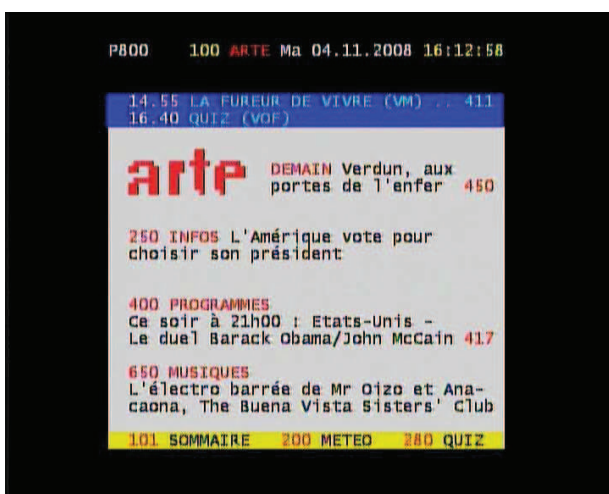 P800 100 ARTE Ma 04.11.2008 16:12:58
14.55 LA FUREUR DE VIVRE (VM) .. 411
16.40 QUIZ (VOF)
arte
DEMAIN Verdun, aux
portes de l'enfer 450
250 INFOS L'Amérique vote pour
choisir son président
400 PROGRAMMES
Ce soir à 21h00 : Etats-Unis -
Le duel Barack Obama/John McCain 417
650 MUSIQUES
L'électro barrée de Mr Oizo et Ana-
caona, The Buena Vista Sisters' Club
101 SOMMAIRE 200 METEO 280 QUIZ